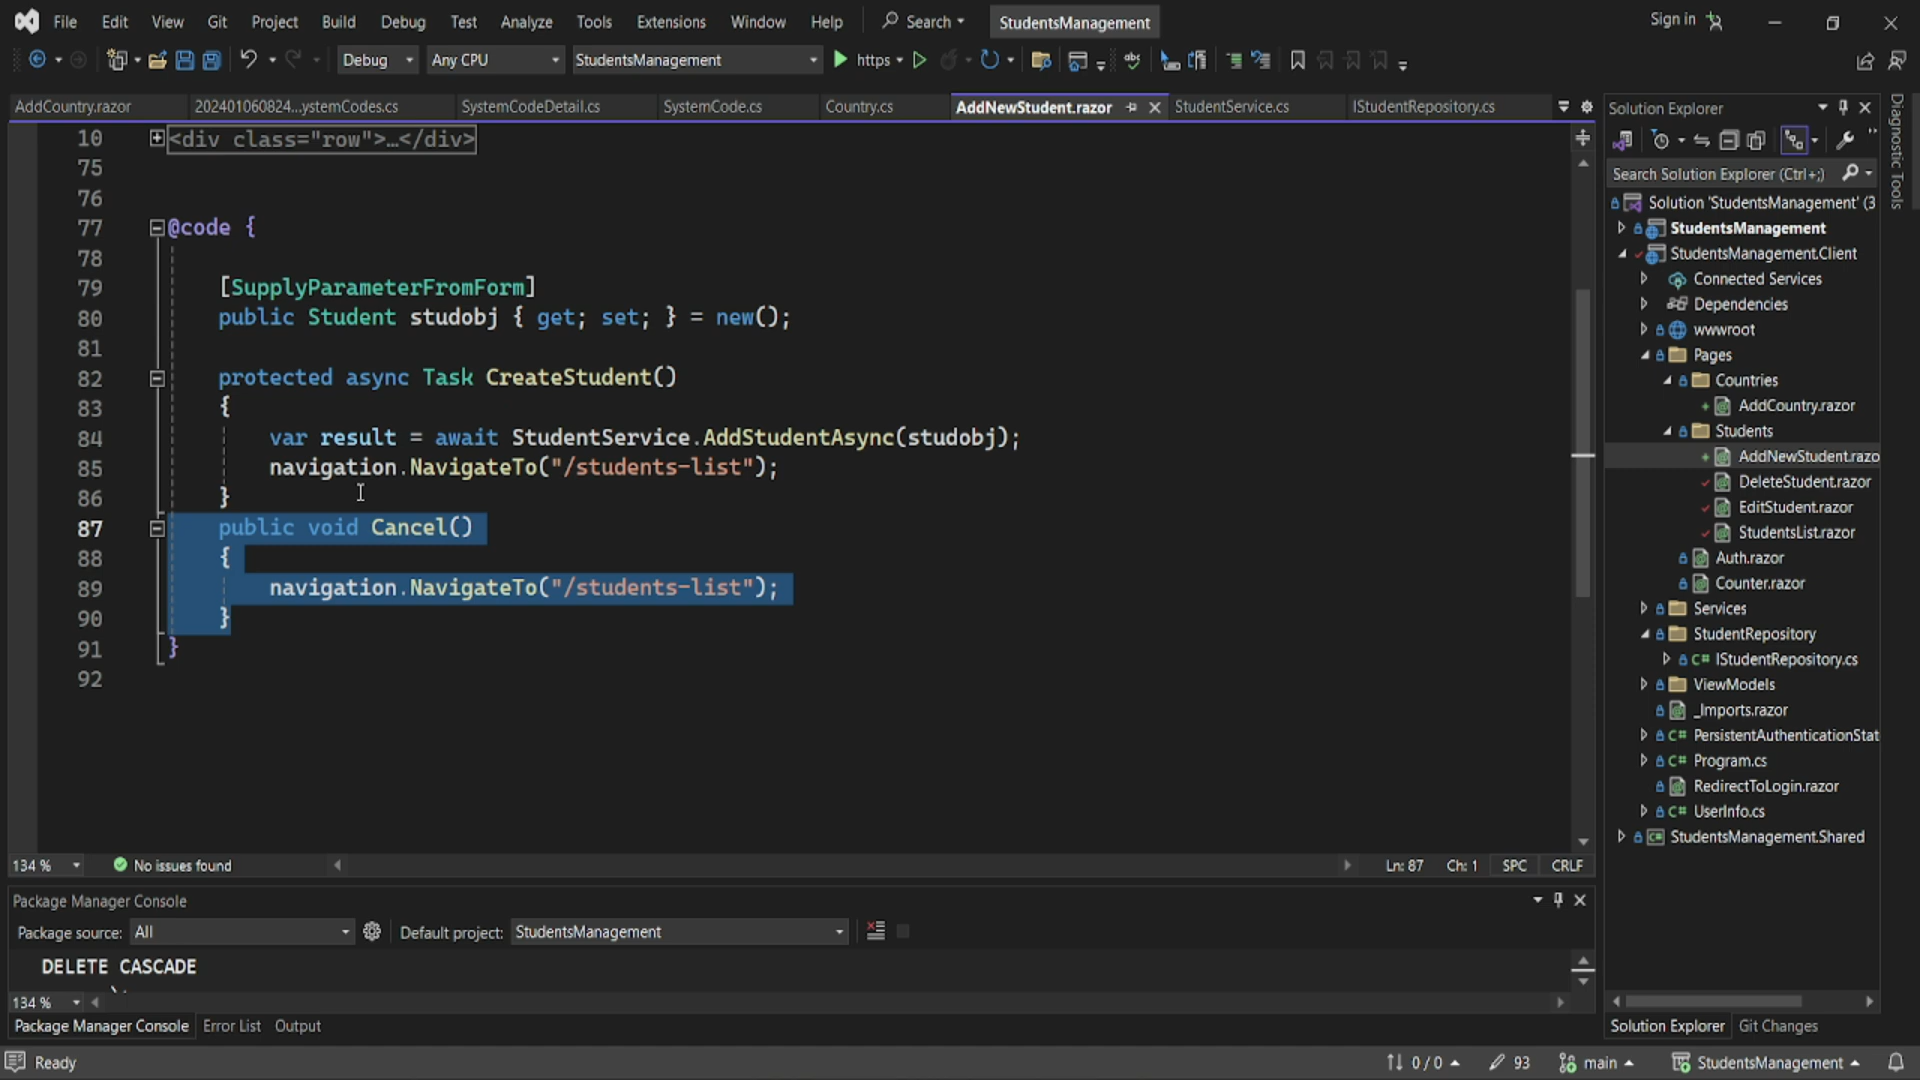 File Edit View Git Project Build Debug Test Analyze Tools Extensions Window Help Search StudentsManagement Sign in
Debug Any CPU StudentsManagement https
AddCountry.razor 202401060824...ystemCodes.cs SystemCodeDetail.cs SystemCode.cs Country.cs AddNewStudent.razor StudentService.cs IStudentRepository.cs
10 <div class="row">…</div>
75
76
77 @code {
78
79 [SupplyParameterFromForm]
80 public Student studobj { get; set; } = new();
81
82 protected async Task CreateStudent()
83 {
84 var result = await StudentService.AddStudentAsync(studobj);
85 navigation.NavigateTo("/students-list");
86 }
87 public void Cancel()
88 {
89 navigation.NavigateTo("/students-list");
90 }
91 }
92
134 % No issues found Ln: 87 Ch: 1 SPC CRLF
Package Manager Console
Package source: All Default project: StudentsManagement
DELETE CASCADE
134 %
Package Manager Console Error List Output
Ready 0 / 0 93 main StudentsManagement
Solution Explorer
Search Solution Explorer (Ctrl+;)
Solution 'StudentsManagement' (3
StudentsManagement
StudentsManagement.Client
Connected Services
Dependencies
wwwroot
Pages
Countries
AddCountry.razor
Students
AddNewStudent.razo
DeleteStudent.razor
EditStudent.razor
StudentsList.razor
Auth.razor
Counter.razor
Services
StudentRepository
C# IStudentRepository.cs
ViewModels
_Imports.razor
C# PersistentAuthenticationStat
C# Program.cs
RedirectToLogin.razor
C# UserInfo.cs
StudentsManagement.Shared
Solution Explorer Git Changes
Diagnostic Tools